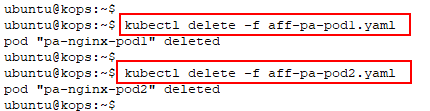 ubuntu@kops:~$
ubuntu@kops:~$ kubectl delete -f aff-pa-pod1.yaml
pod "pa-nginx-pod1" deleted
ubuntu@kops:~$
ubuntu@kops:~$ kubectl delete -f aff-pa-pod2.yaml
pod "pa-nginx-pod2" deleted
ubuntu@kops:~$